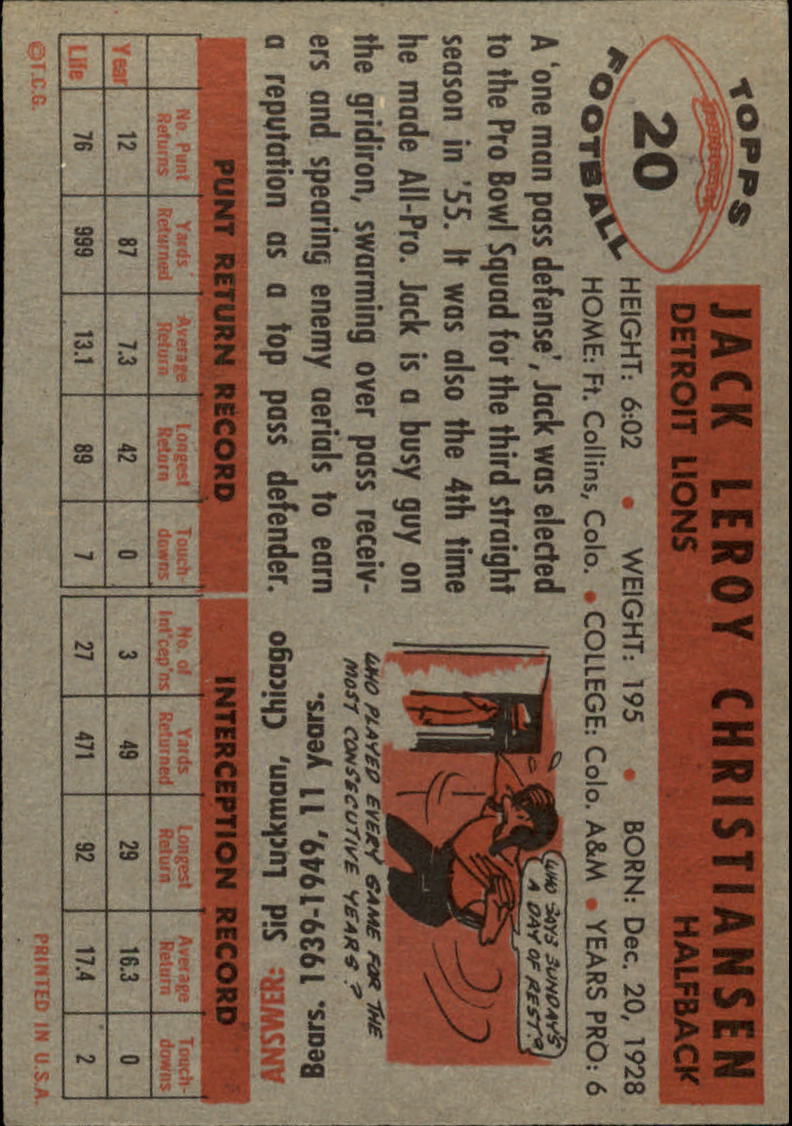 TOPPS
20
FOOTBALL
JACK LEROY CHRISTIANSEN
DETROIT LIONS HALFBACK
HEIGHT: 6:02 • WEIGHT: 195 • BORN: Dec. 20, 1928
HOME: Ft. Collins, Colo. • COLLEGE: Colo. A&M • YEARS PRO: 6
A 'one man pass defense', Jack was elected
to the Pro Bowl Squad for the third straight
season in '55. It was also the 4th time
he made All-Pro. Jack is a busy guy on
the gridiron, swarming over pass receiv-
ers and spearing enemy aerials to earn
a reputation as a top pass defender.
WHO SAYS SUNDAY'S
A DAY OF REST?
WHO PLAYED EVERY GAME FOR THE
MOST CONSECUTIVE YEARS?
ANSWER: Sid Luckman, Chicago
Bears. 1939-1949, 11 years.
PUNT RETURN RECORD
No. Punt Returns Yards Returned Average Return Longest Return Touch-downs
Year 12 87 7.3 42 0
Life 76 999 13.1 89 7
INTERCEPTION RECORD
No. of Int'cep'ns Yards Returned Longest Return Average Return Touch-downs
3 49 29 16.3 0
27 471 92 17.4 2
©T.C.G.
PRINTED IN U.S.A.